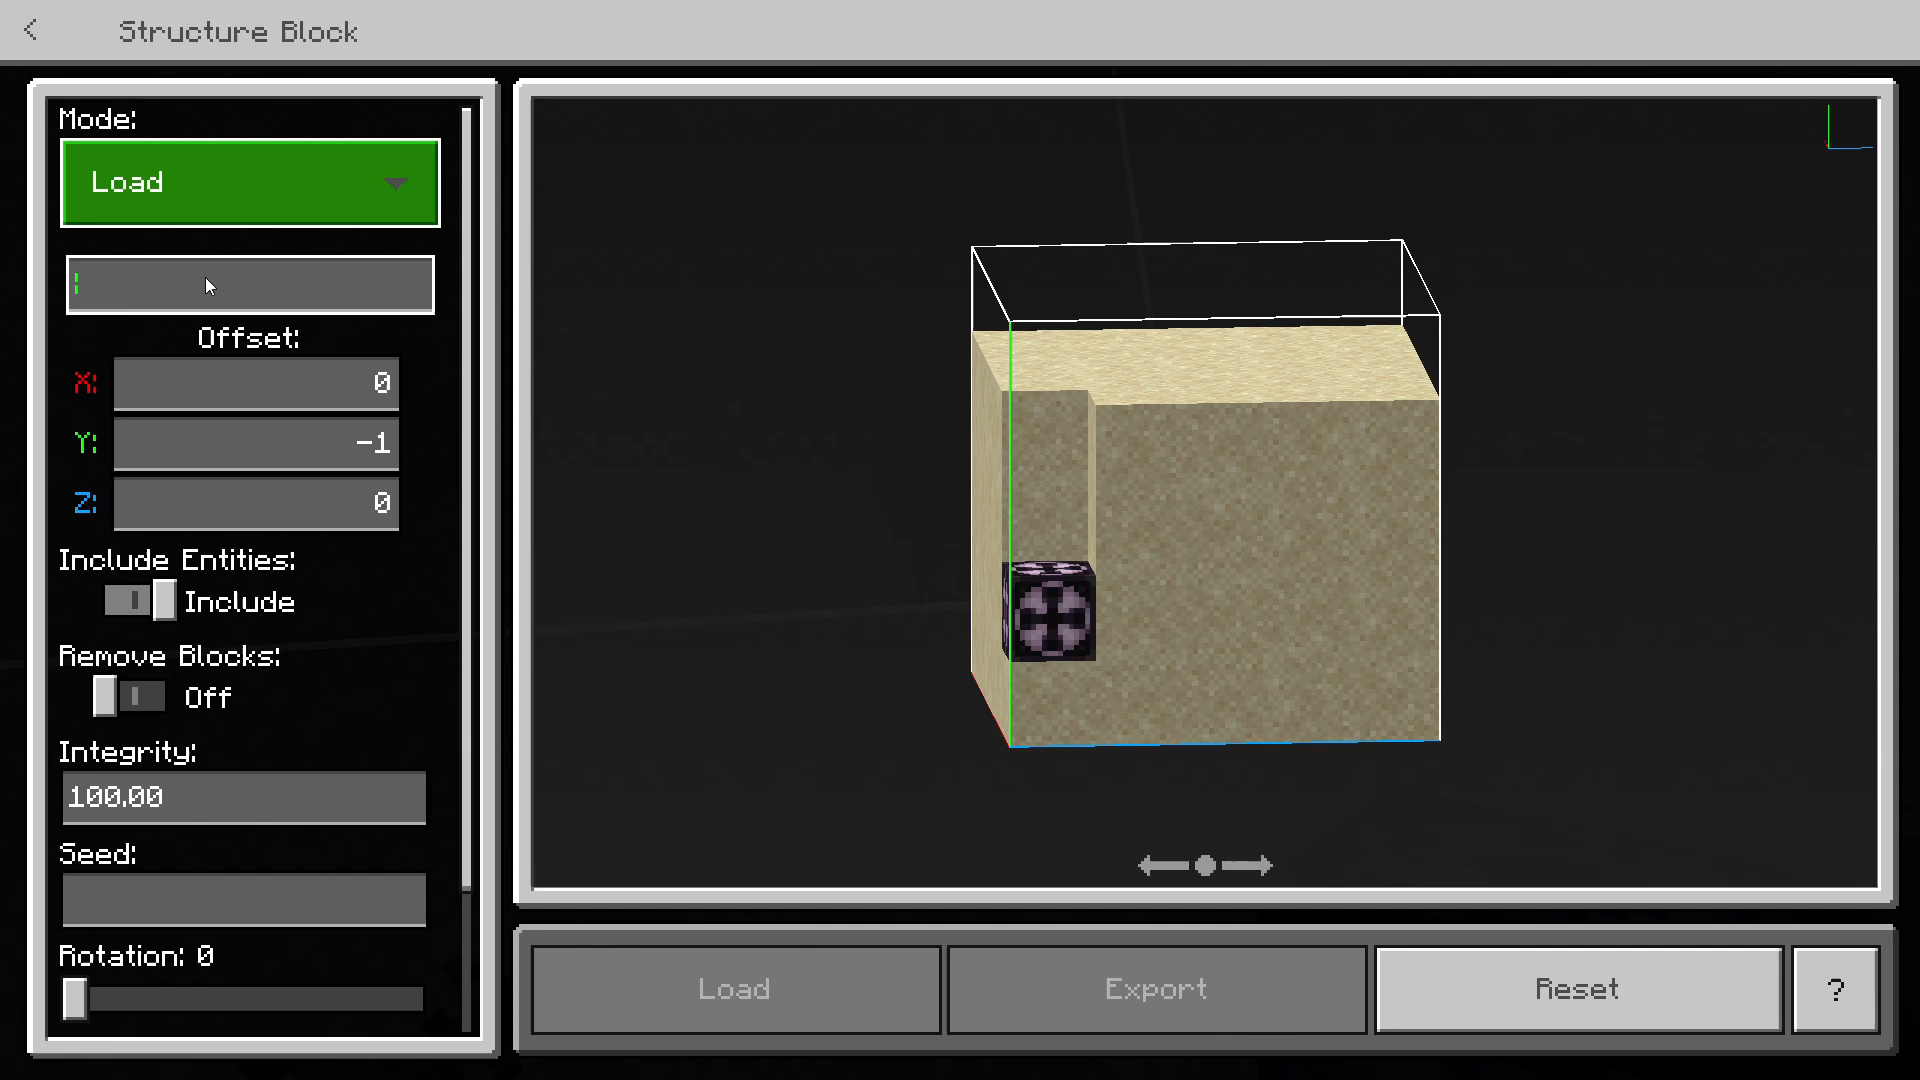 Structure Block
Mode:
Load
Offset:
X: 0
Y: -1
Z: 0
Include Entities:
Include
Remove Blocks:
Off
Integrity:
100.00
Seed:
Rotation: 0
Load
Export
Reset
?